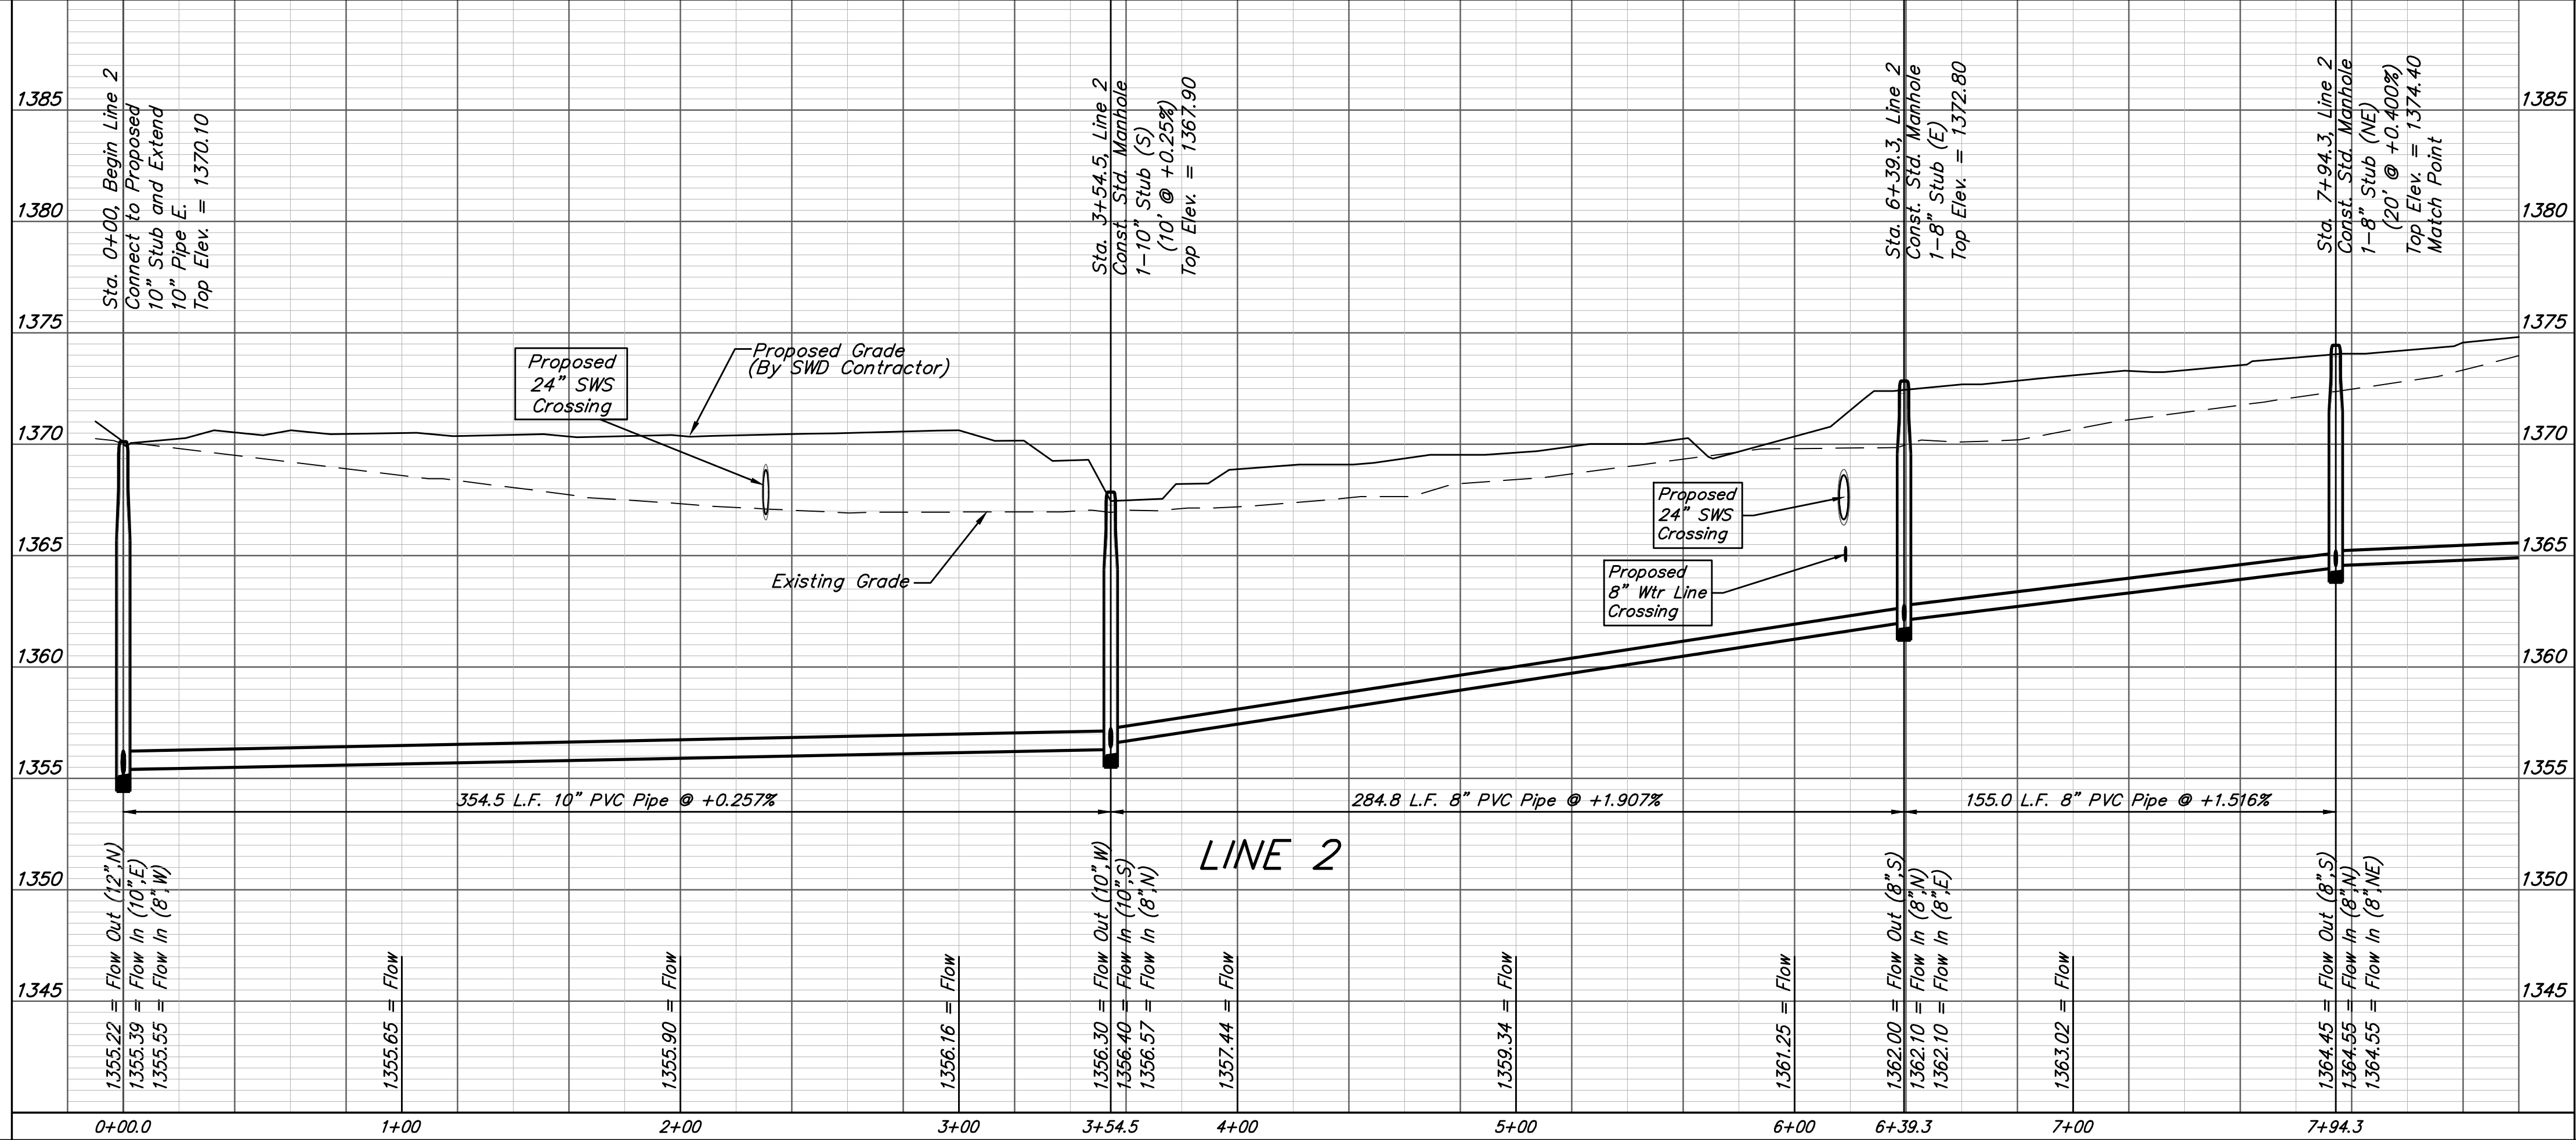 Sta. 0+00, Begin Line 2
Connect to Proposed
10" Stub and Extend
10" Pipe E.
Top Elev. = 1370.10
Sta. 3+54.5, Line 2
Const. Std. Manhole
1-10" Stub (S)
(10' @ +0.25%)
Top Elev. = 1367.90
Sta. 6+39.3, Line 2
Const. Std. Manhole
1-8" Stub (E)
Top Elev. = 1372.80
Sta. 7+94.3, Line 2
Const. Std. Manhole
1-8" Stub (NE)
(20' @ +0.400%)
Top Elev. = 1374.40
Match Point
1385
1380
1375
1370
1365
1360
1355
1350
1345
1385
1380
1375
1370
1365
1360
1355
1350
1345
Proposed
24" SWS
Crossing
Proposed Grade
(By SWD Contractor)
Existing Grade
Proposed
24" SWS
Crossing
Proposed
8" Wtr Line
Crossing
354.5 L.F. 10" PVC Pipe @ +0.257%
284.8 L.F. 8" PVC Pipe @ +1.907%
155.0 L.F. 8" PVC Pipe @ +1.516%
LINE 2
1355.22 = Flow Out (12",N)
1355.39 = Flow In (10",E)
1355.55 = Flow In (8",W)
1355.65 = Flow
1355.90 = Flow
1356.16 = Flow
1356.30 = Flow Out (10",W)
1356.40 = Flow In (10",S)
1356.57 = Flow In (8",N)
1357.44 = Flow
1359.34 = Flow
1361.25 = Flow
1362.00 = Flow Out (8",S)
1362.10 = Flow In (8",N)
1362.10 = Flow In (8",E)
1363.02 = Flow
1364.45 = Flow Out (8",S)
1364.55 = Flow In (8",N)
1364.55 = Flow In (8",NE)
0+00.0
1+00
2+00
3+00
3+54.5
4+00
5+00
6+00
6+39.3
7+00
7+94.3